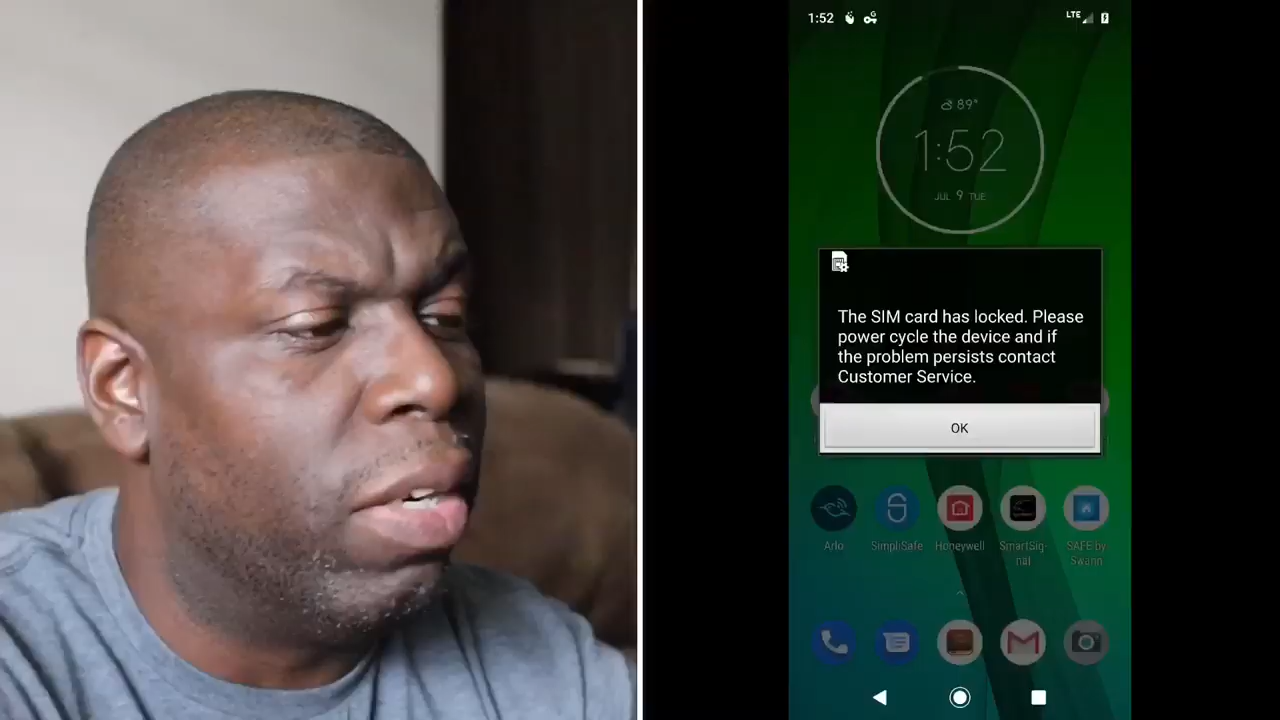 1:52
LTE
89°
1:52
JUL 9 TUE
The SIM card has locked. Please
power cycle the device and if
the problem persists contact
Customer Service.
OK
Arlo SimpliSafe Honeywell SmartSig- SAFE by
nal Swann